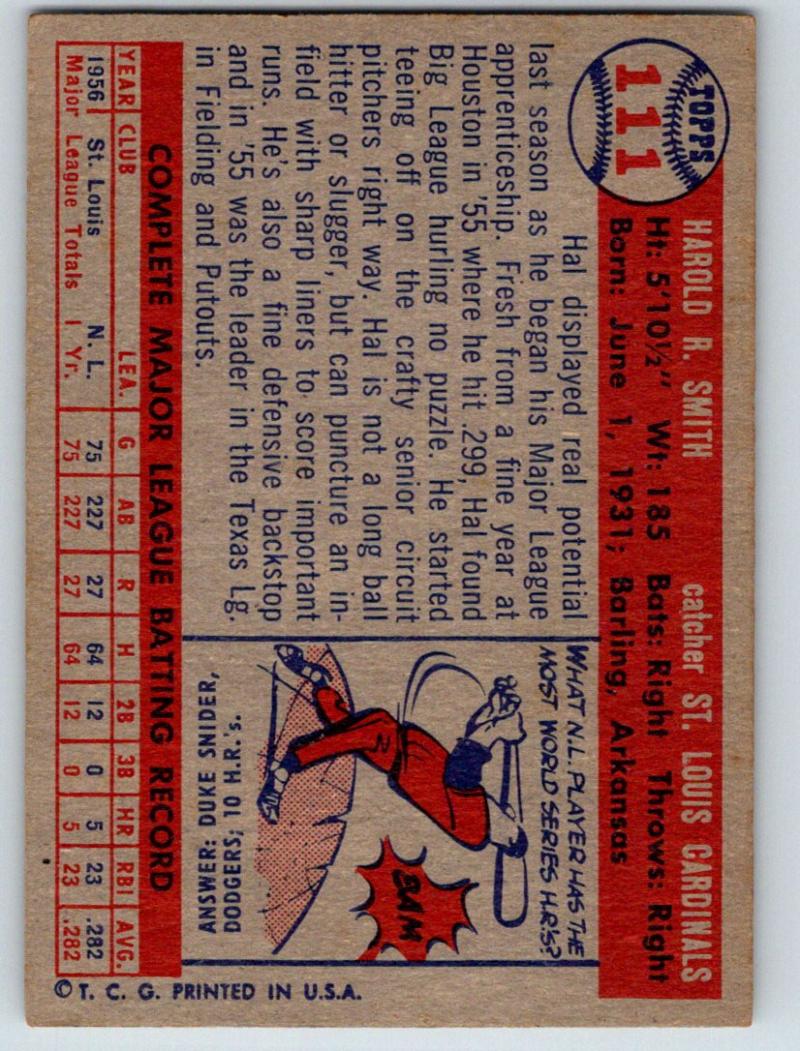 TOPPS
111
HAROLD R. SMITH catcher ST. LOUIS CARDINALS
Ht: 5'10½" Wt: 185 Bats: Right Throws: Right
Born: June 1, 1931; Barling, Arkansas
Hal displayed real potential
last season as he began his Major League
apprenticeship. Fresh from a fine year at
Houston in '55 where he hit .299, Hal found
Big League hurling no puzzle. He started
teeing off on the crafty senior circuit
pitchers right way. Hal is not a long ball
hitter or slugger, but can puncture an in-
field with sharp liners to score important
runs. He's also a fine defensive backstop
and in '55 was the leader in the Texas Lg.
in Fielding and Putouts.
WHAT N.L. PLAYER HAS THE
MOST WORLD SERIES H.R.'S?
BAM
ANSWER: DUKE SNIDER,
DODGERS; 10 H.R.'s.
COMPLETE MAJOR LEAGUE BATTING RECORD
YEAR CLUB LEA. G AB R H 2B 3B HR RBI AVG.
1956 St. Louis N. L. 75 227 27 64 12 0 5 23 .282
Major League Totals 1 Yr. 75 227 27 64 12 0 5 23 .282
© T. C. G. PRINTED IN U.S.A.